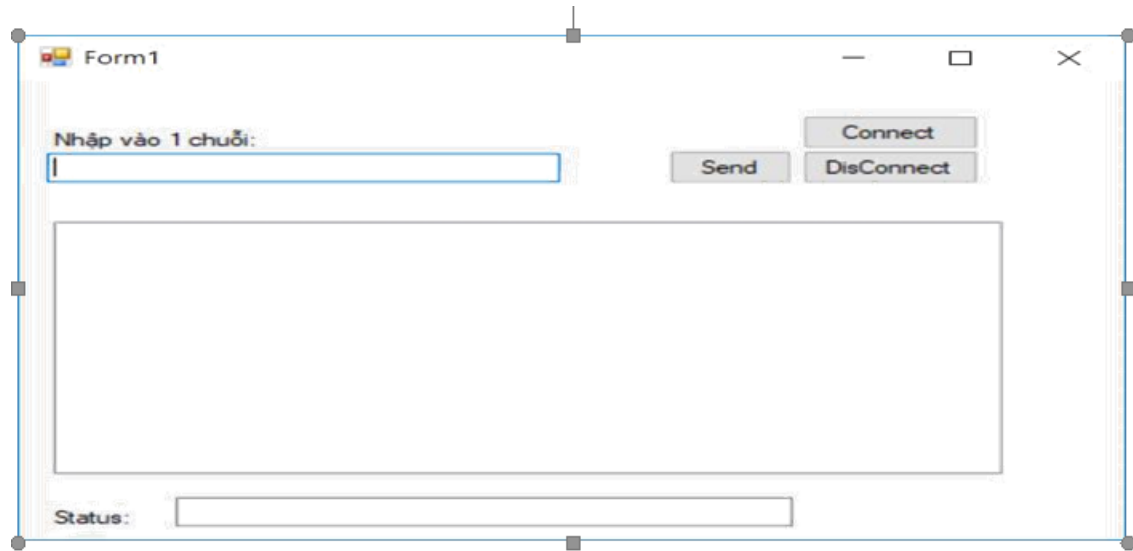 Form1
Connect
Nhập vào 1 chuỗi:
Send
DisConnect
Status: